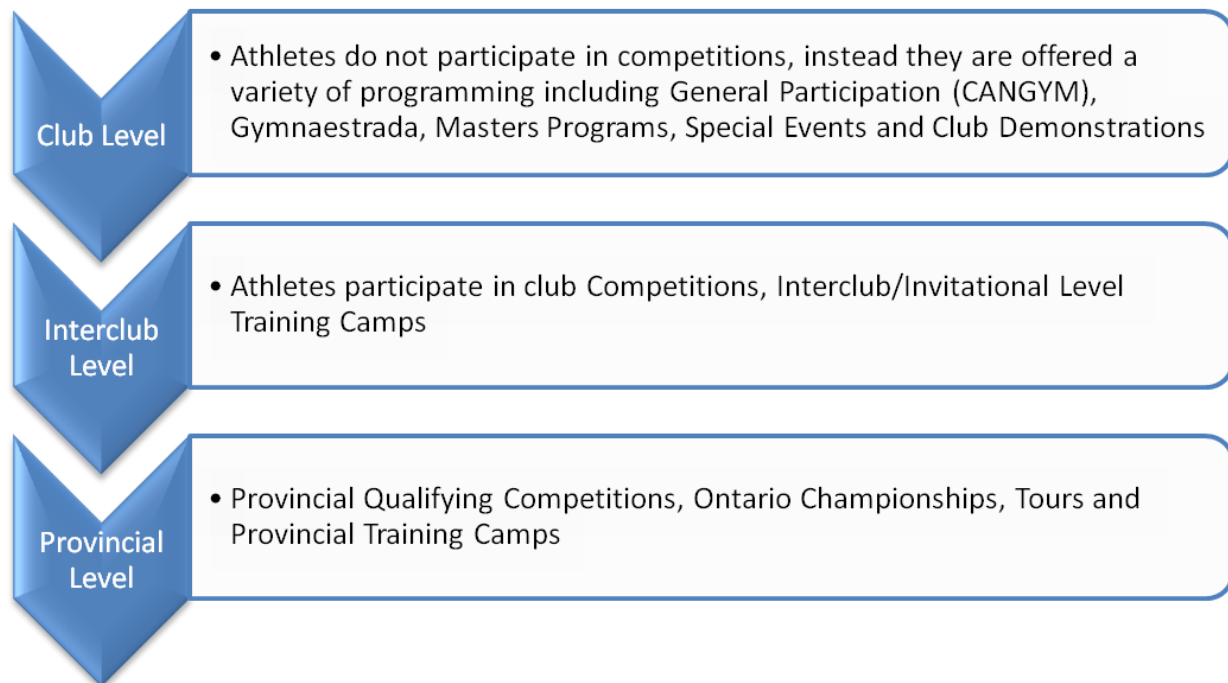 Club Level
• Athletes do not participate in competitions, instead they are offered a
variety of programming including General Participation (CANGYM),
Gymnaestrada, Masters Programs, Special Events and Club Demonstrations
Interclub
Level
• Athletes participate in club Competitions, Interclub/Invitational Level
Training Camps
Provincial
Level
• Provincial Qualifying Competitions, Ontario Championships, Tours and
Provincial Training Camps